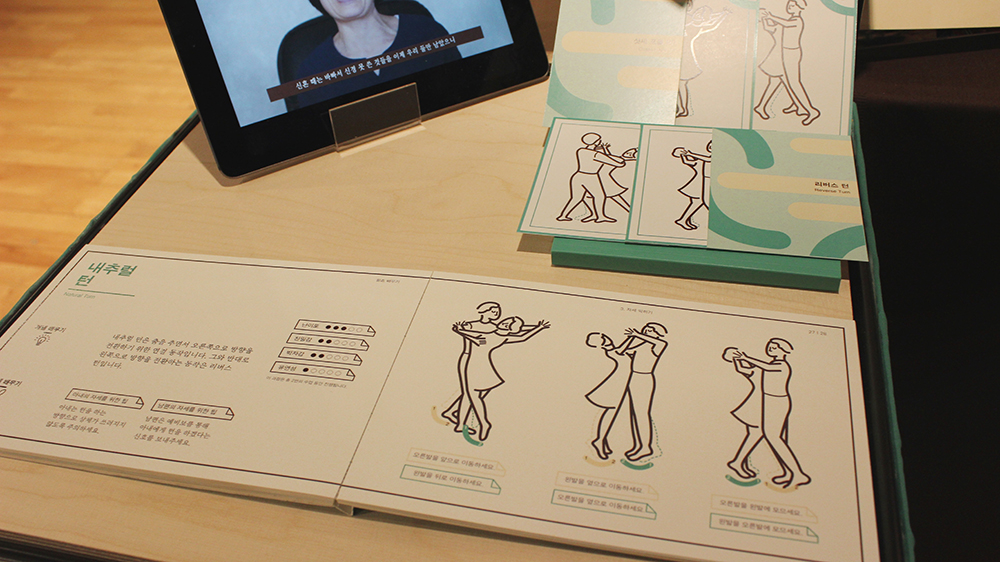 신혼 때는 바빠서 신경 못 쓴 것들을 이제 우리 둘만 남았으니
리버스 턴
Reverse Turn
내추럴
턴
Natural Turn
개념 배우기
내추럴 턴은 춤을 추면서 오른쪽으로 방향을
전환하기 위한 연결 동작입니다. 그와 반대로
왼쪽으로 방향을 전환하는 동작은 리버스
턴입니다.
난이도
친밀감
박자감
유연성
배우기
아내의 자세를 위한 팁
아내는 턴을 하는
방향으로 상체가 쓰러지지
않도록 주의하세요.
남편의 자세를 위한 팁
남편은 예비보를 통해
아내에게 턴을 하겠다는
신호를 보내주세요.
오른발을 앞으로 이동하세요.
왼발을 뒤로 이동하세요.
왼발을 옆으로 이동하세요.
오른발을 옆으로 이동하세요.
오른발을 왼발에 모으세요.
왼발을 오른발에 모으세요.